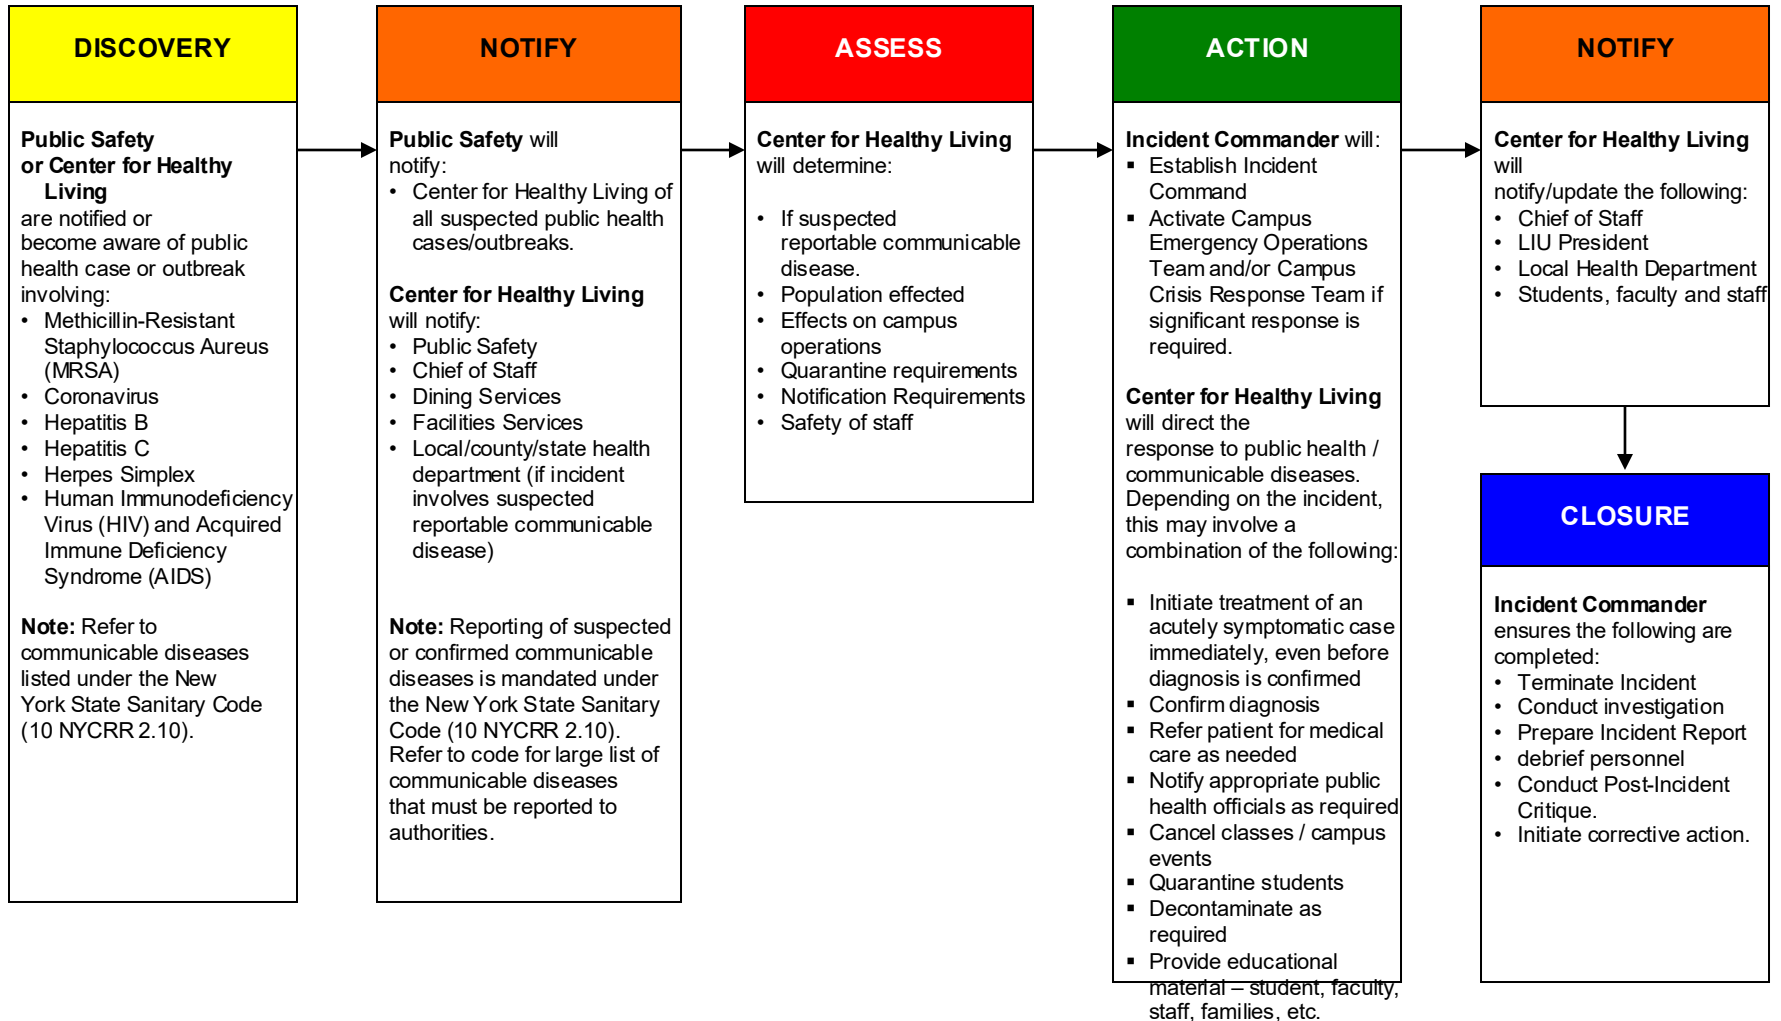 DISCOVERY
Public Safety
or Center for Healthy
Living
are notified or
become aware of public
health case or outbreak
involving:
• Methicillin-Resistant
Staphylococcus Aureus
(MRSA)
• Coronavirus
• Hepatitis B
• Hepatitis C
• Herpes Simplex
• Human Immunodeficiency
Virus (HIV) and Acquired
Immune Deficiency
Syndrome (AIDS)
Note: Refer to
communicable diseases
listed under the New
York State Sanitary Code
(10 NYCRR 2.10).
NOTIFY
Public Safety will
notify:
• Center for Healthy Living of
all suspected public health
cases/outbreaks.
Center for Healthy Living
will notify:
• Public Safety
• Chief of Staff
• Dining Services
• Facilities Services
• Local/county/state health
department (if incident
involves suspected
reportable communicable
disease)
Note: Reporting of suspected
or confirmed communicable
diseases is mandated under
the New York State Sanitary
Code (10 NYCRR 2.10).
Refer to code for large list of
communicable diseases
that must be reported to
authorities.
ASSESS
Center for Healthy Living
will determine:
• If suspected
reportable communicable
disease.
• Population effected
• Effects on campus
operations
• Quarantine requirements
• Notification Requirements
• Safety of staff
ACTION
Incident Commander will:
▪ Establish Incident
Command
▪ Activate Campus
Emergency Operations
Team and/or Campus
Crisis Response Team if
significant response is
required.
Center for Healthy Living
will direct the
response to public health /
communicable diseases.
Depending on the incident,
this may involve a
combination of the following:
▪ Initiate treatment of an
acutely symptomatic case
immediately, even before
diagnosis is confirmed
▪ Confirm diagnosis
▪ Refer patient for medical
care as needed
▪ Notify appropriate public
health officials as required
▪ Cancel classes / campus
events
▪ Quarantine students
▪ Decontaminate as
required
▪ Provide educational
material – student, faculty,
staff, families, etc.
NOTIFY
Center for Healthy Living
will
notify/update the following:
• Chief of Staff
• LIU President
• Local Health Department
• Students, faculty and staff
CLOSURE
Incident Commander
ensures the following are
completed:
• Terminate Incident
• Conduct investigation
• Prepare Incident Report
• debrief personnel
• Conduct Post-Incident
Critique.
• Initiate corrective action.